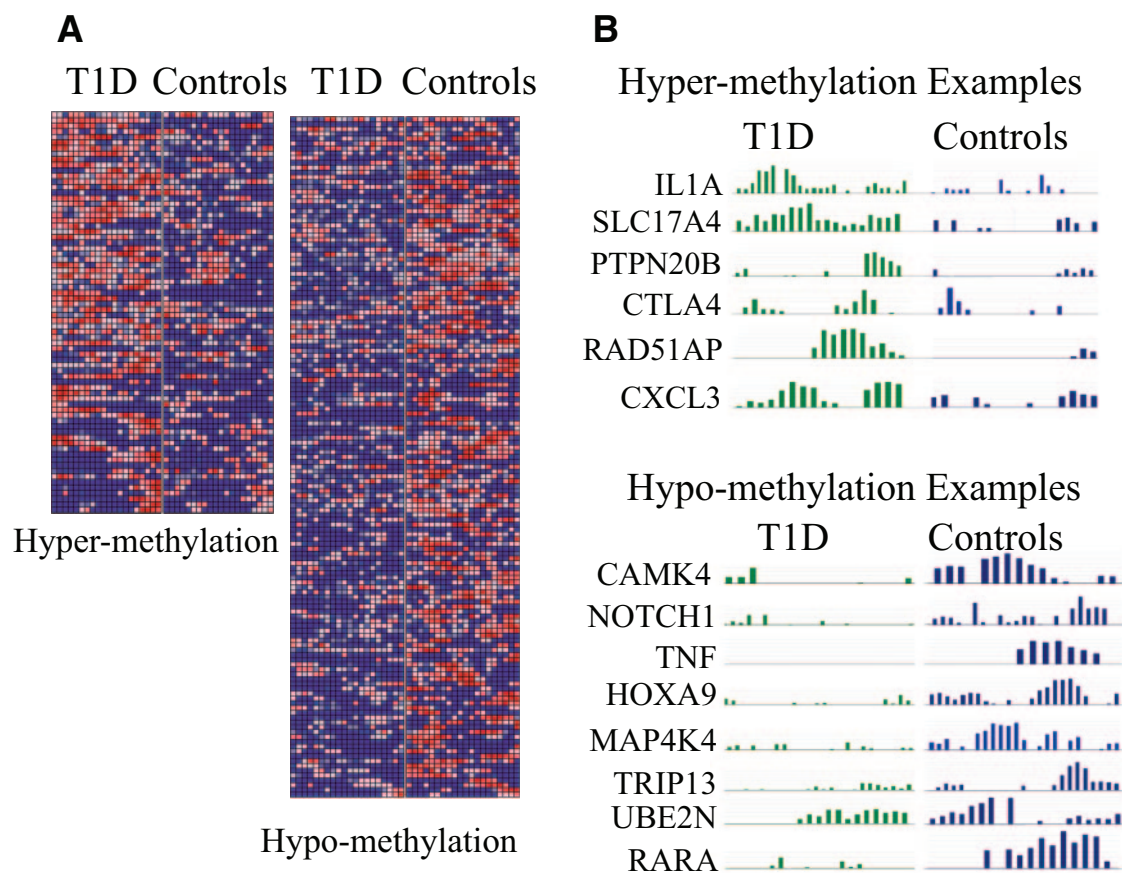 A
T1D Controls T1D Controls
Hyper-methylation
Hypo-methylation
B
Hyper-methylation Examples
T1D Controls
IL1A
SLC17A4
PTPN20B
CTLA4
RAD51AP
CXCL3
Hypo-methylation Examples
T1D Controls
CAMK4
NOTCH1
TNF
HOXA9
MAP4K4
TRIP13
UBE2N
RARA